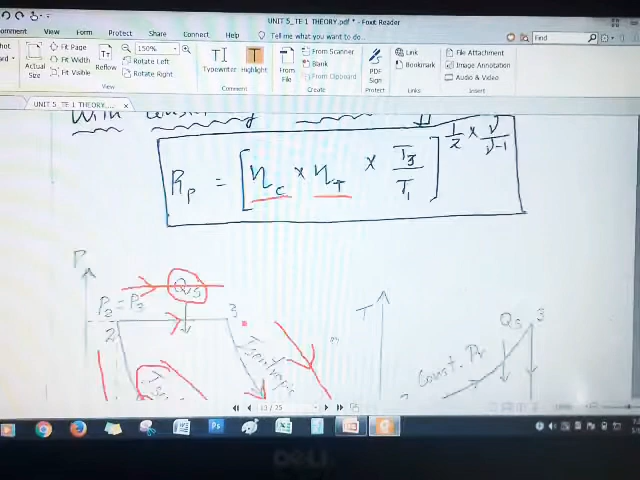 UNIT 5_TE 1 THEORY.pdf * - Foxit Reader
Form Protect Share Connect Help Tell me what you want to do... Find
Fit Page 150% From Scanner Link File Attachment
Actual Size Fit Width Reflow Rotate Left Typewriter Highlight From File Blank PDF Sign Bookmark Image Annotation
Fit Visible Rotate Right From Clipboard Audio & Video
View Comment Create Protect Links Insert
UNIT 5_TE 1 THEORY....
With
Rp = [ηc × ηT × T3/T1]^(1/2 × γ/γ-1)
P
Qs
P2 = P3
2 3
Isentropic
T
Qs 3
Const. Pr
13 / 25
DELL